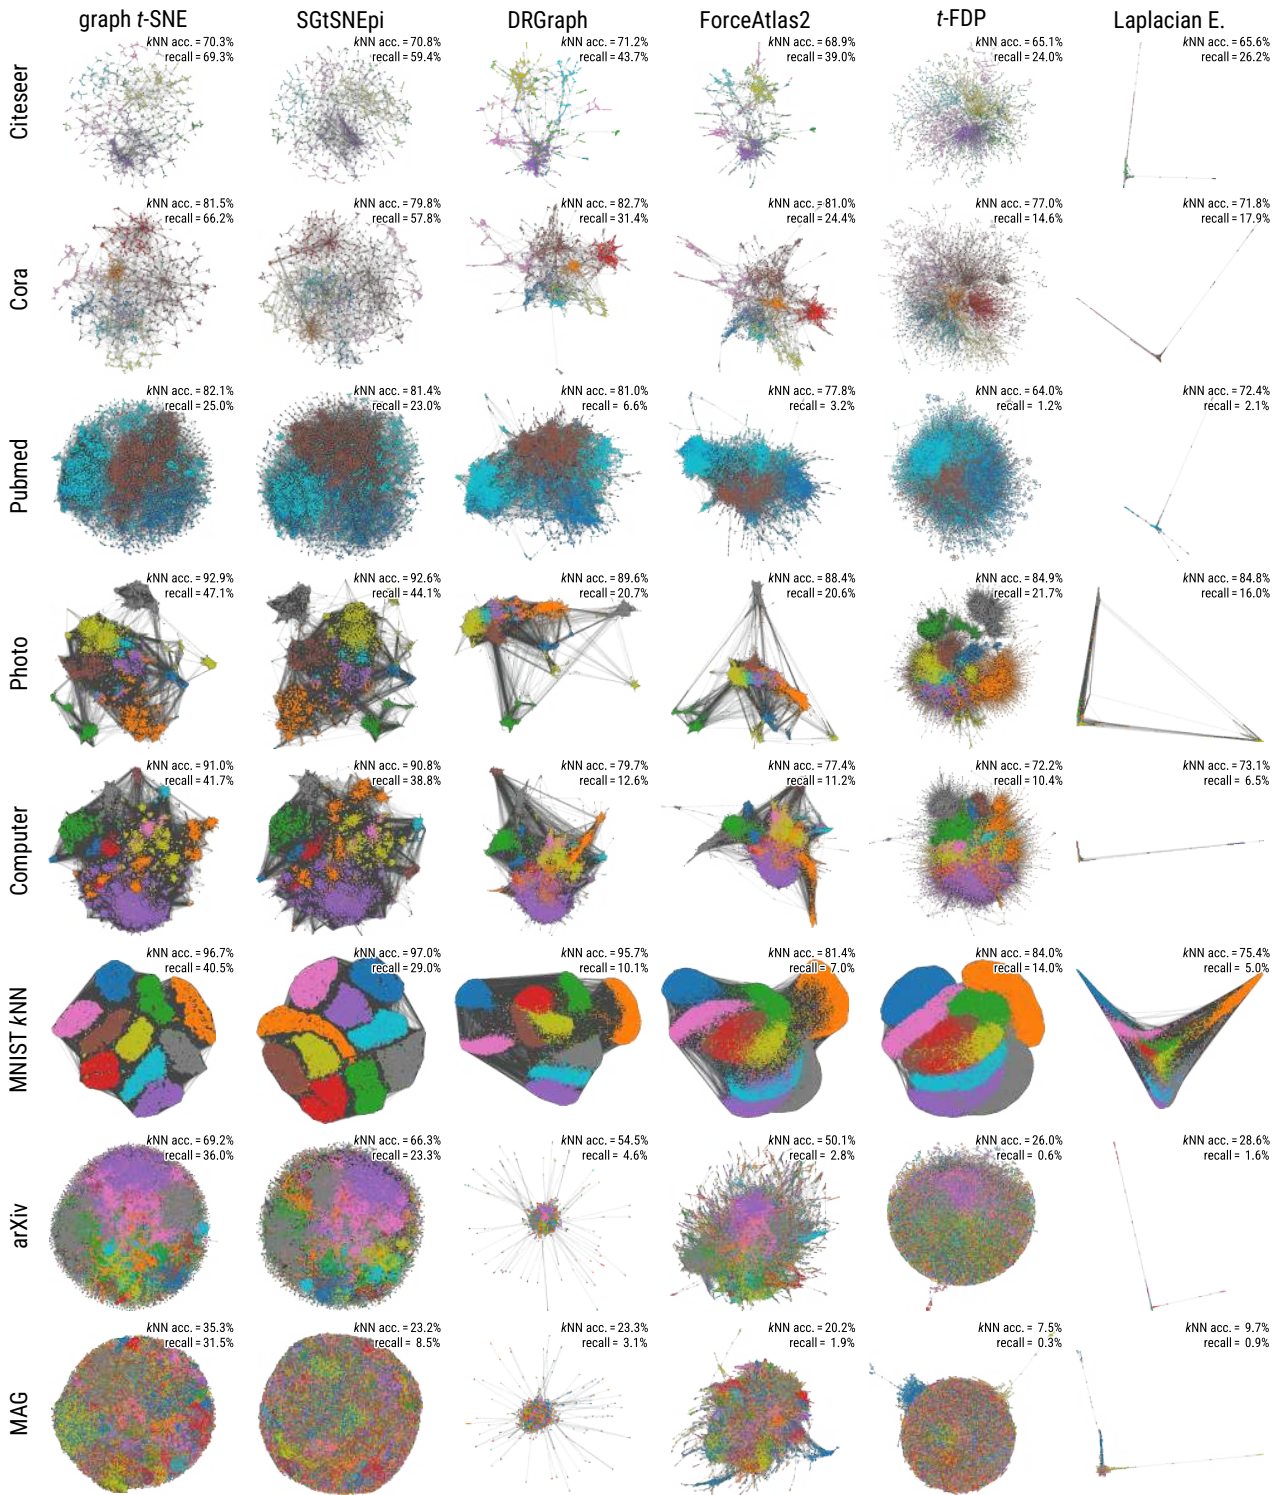 graph t-SNE SGtSNEpi DRGraph ForceAtlas2 t-FDP Laplacian E.
Citeseer
kNN acc. = 70.3% kNN acc. = 70.8% kNN acc. = 71.2% kNN acc. = 68.9% kNN acc. = 65.1% kNN acc. = 65.6%
recall = 69.3% recall = 59.4% recall = 43.7% recall = 39.0% recall = 24.0% recall = 26.2%
Cora
kNN acc. = 81.5% kNN acc. = 79.8% kNN acc. = 82.7% kNN acc. = 81.0% kNN acc. = 77.0% kNN acc. = 71.8%
recall = 66.2% recall = 57.8% recall = 31.4% recall = 24.4% recall = 14.6% recall = 17.9%
Pubmed
kNN acc. = 82.1% kNN acc. = 81.4% kNN acc. = 81.0% kNN acc. = 77.8% kNN acc. = 64.0% kNN acc. = 72.4%
recall = 25.0% recall = 23.0% recall = 6.6% recall = 3.2% recall = 1.2% recall = 2.1%
Photo
kNN acc. = 92.9% kNN acc. = 92.6% kNN acc. = 89.6% kNN acc. = 88.4% kNN acc. = 84.9% kNN acc. = 84.8%
recall = 47.1% recall = 44.1% recall = 20.7% recall = 20.6% recall = 21.7% recall = 16.0%
Computer
kNN acc. = 91.0% kNN acc. = 90.8% kNN acc. = 79.7% kNN acc. = 77.4% kNN acc. = 72.2% kNN acc. = 73.1%
recall = 41.7% recall = 38.8% recall = 12.6% recall = 11.2% recall = 10.4% recall = 6.5%
MNIST kNN
kNN acc. = 96.7% kNN acc. = 97.0% kNN acc. = 95.7% kNN acc. = 81.4% kNN acc. = 84.0% kNN acc. = 75.4%
recall = 40.5% recall = 29.0% recall = 10.1% recall = 7.0% recall = 14.0% recall = 5.0%
arXiv
kNN acc. = 69.2% kNN acc. = 66.3% kNN acc. = 54.5% kNN acc. = 50.1% kNN acc. = 26.0% kNN acc. = 28.6%
recall = 36.0% recall = 23.3% recall = 4.6% recall = 2.8% recall = 0.6% recall = 1.6%
MAG
kNN acc. = 35.3% kNN acc. = 23.2% kNN acc. = 23.3% kNN acc. = 20.2% kNN acc. = 7.5% kNN acc. = 9.7%
recall = 31.5% recall = 8.5% recall = 3.1% recall = 1.9% recall = 0.3% recall = 0.9%